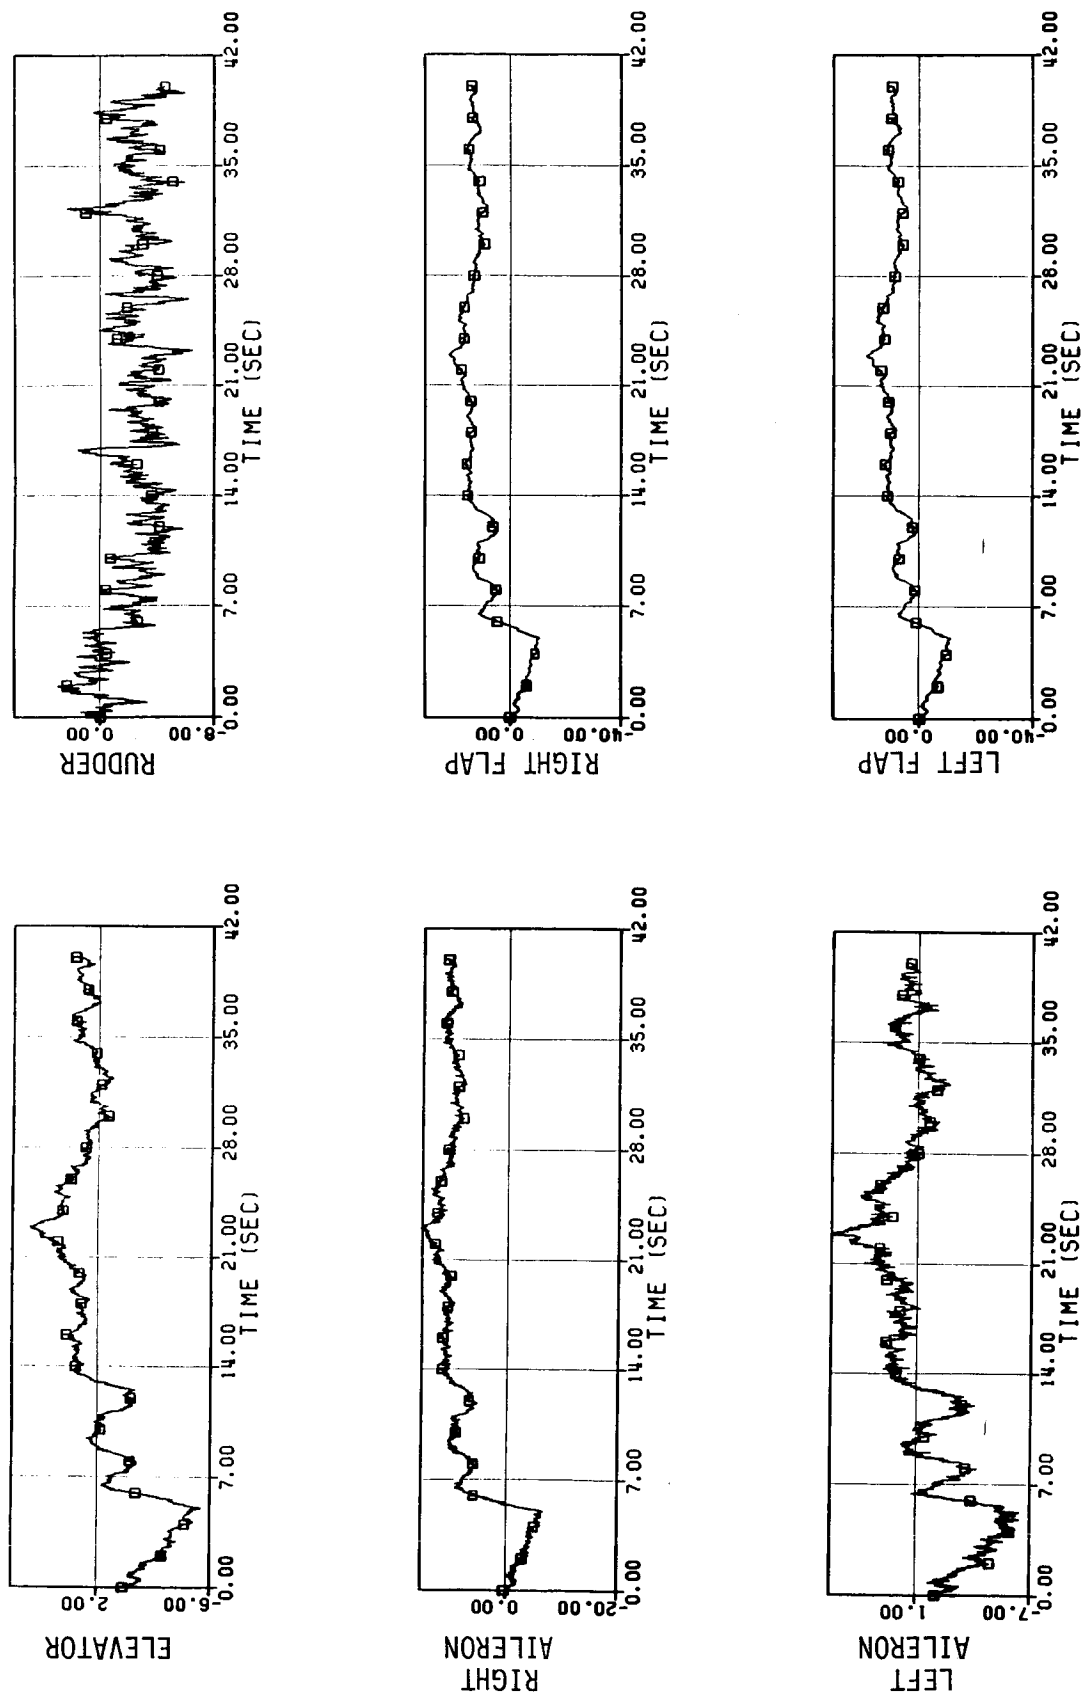 ELEVATOR
2.00
-6.00
0.00 7.00 14.00 21.00 28.00 35.00 42.00
TIME (SEC)
RUDDER
0.00
-8.00
0.00 7.00 14.00 21.00 28.00 35.00 42.00
TIME (SEC)
RIGHT
AILERON
0.00
-20.00
0.00 7.00 14.00 21.00 28.00 35.00 42.00
TIME (SEC)
RIGHT FLAP
0.00
-40.00
0.00 7.00 14.00 21.00 28.00 35.00 42.00
TIME (SEC)
LEFT
AILERON
1.00
-7.00
0.00 7.00 14.00 21.00 28.00 35.00 42.00
TIME (SEC)
LEFT FLAP
0.00
-40.00
0.00 7.00 14.00 21.00 28.00 35.00 42.00
TIME (SEC)